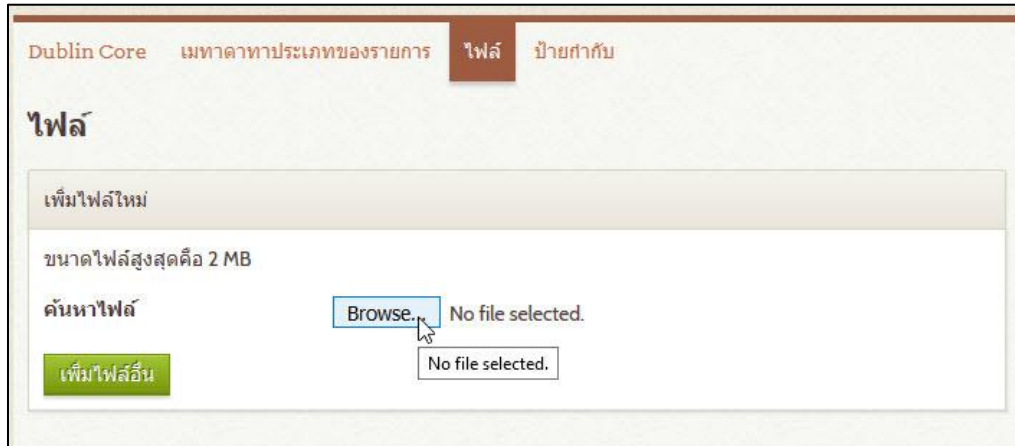 Dublin Core เมทาดาทาประเภทของรายการ ไฟล์ ป้ายกำกับ
ไฟล์
เพิ่มไฟล์ใหม่
ขนาดไฟล์สูงสุดคือ 2 MB
ค้นหาไฟล์ Browse... No file selected.
No file selected.
เพิ่มไฟล์อื่น